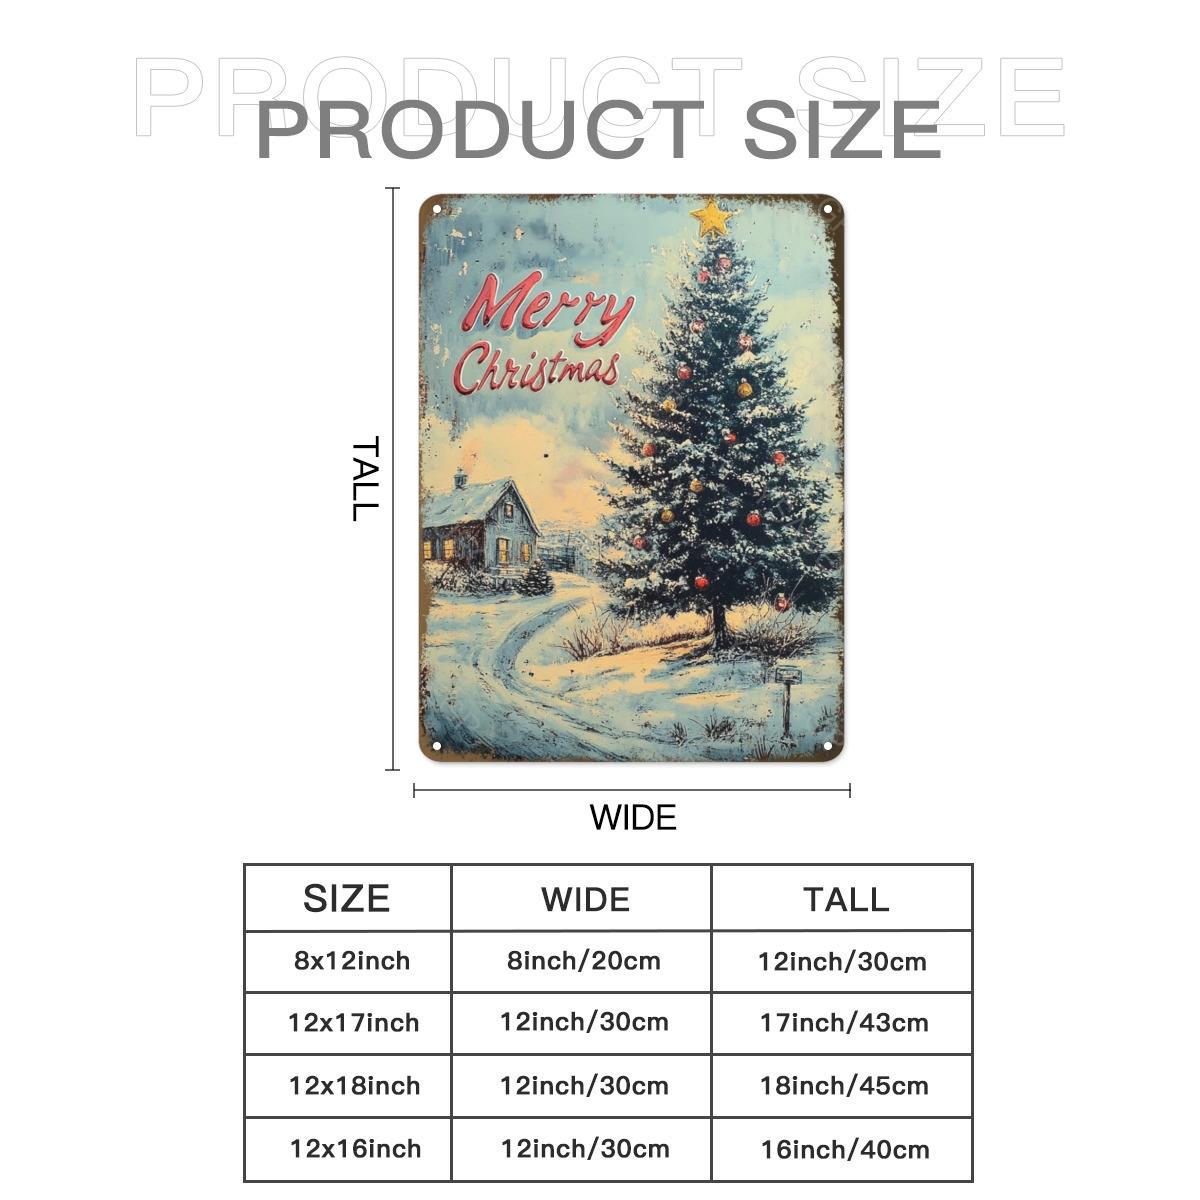 PRODUCT SIZE
PRODUCT SIZE
Merry
Christmas
TALL
WIDE
SIZE WIDE TALL
8x12inch 8inch/20cm 12inch/30cm
12x17inch 12inch/30cm 17inch/43cm
12x18inch 12inch/30cm 18inch/45cm
12x16inch 12inch/30cm 16inch/40cm